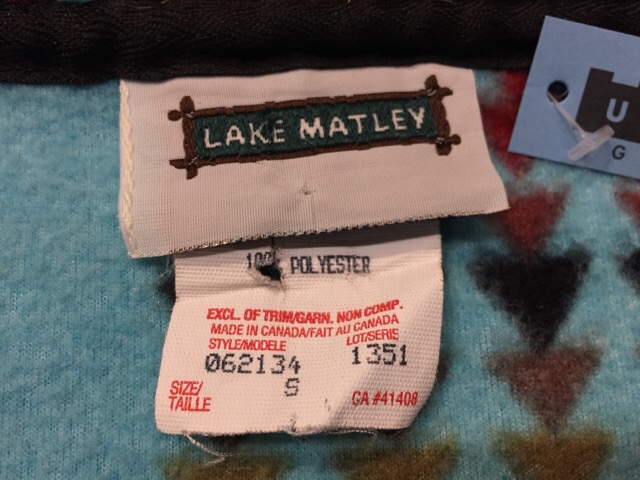 LAKE MATLEY
U
G
100% POLYESTER
EXCL. OF TRIM/GARN. NON COMP.
MADE IN CANADA/FAIT AU CANADA
STYLE/MODELE LOT/SERIE
062134 1351
SIZE/TAILLE S CA #41408